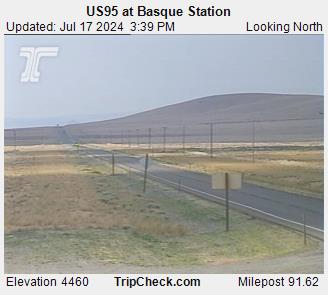 US95 at Basque Station
Updated: Jul 17 2024 3:39 PM Looking North
Elevation 4460 TripCheck.com Milepost 91.62